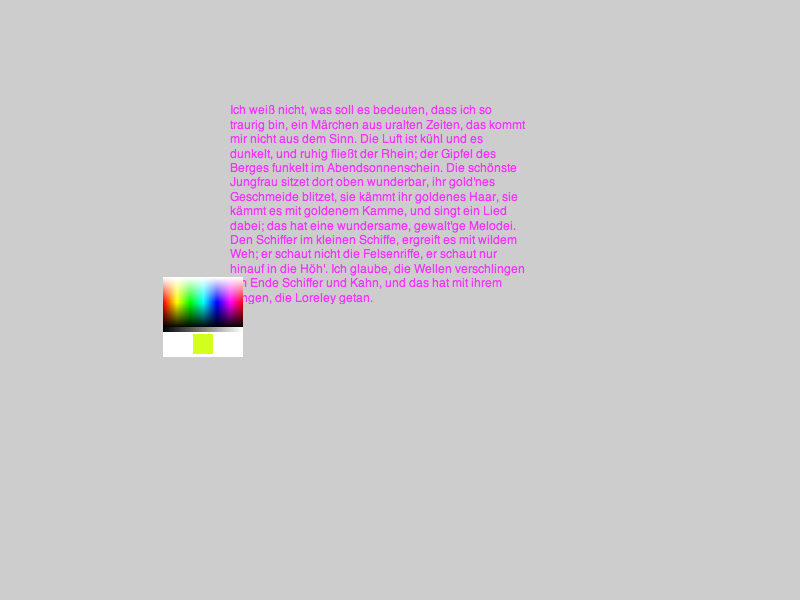 Ich weiß nicht, was soll es bedeuten, dass ich so
traurig bin, ein Märchen aus uralten Zeiten, das kommt
mir nicht aus dem Sinn. Die Luft ist kühl und es
dunkelt, und ruhig fließt der Rhein; der Gipfel des
Berges funkelt im Abendsonnenschein. Die schönste
Jungfrau sitzet dort oben wunderbar, ihr gold'nes
Geschmeide blitzet, sie kämmt ihr goldenes Haar, sie
kämmt es mit goldenem Kamme, und singt ein Lied
dabei; das hat eine wundersame, gewalt'ge Melodei.
Den Schiffer im kleinen Schiffe, ergreift es mit wildem
Weh; er schaut nicht die Felsenriffe, er schaut nur
hinauf in die Höh'. Ich glaube, die Wellen verschlingen
Ende Schiffer und Kahn, und das hat mit ihrem
die Loreley getan.